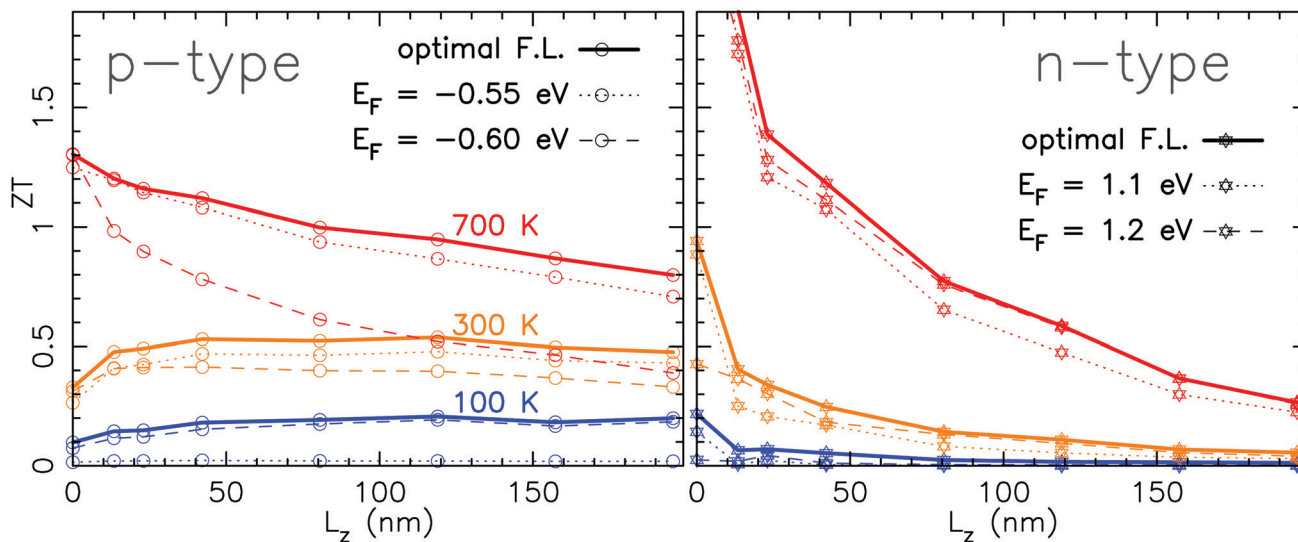 p-type
optimal F.L.
E_F = -0.55 eV
E_F = -0.60 eV
700 K
300 K
100 K
ZT
0
0.5
1
1.5
0
50
100
150
L_z (nm)
n-type
optimal F.L.
E_F = 1.1 eV
E_F = 1.2 eV
0
50
100
150
L_z (nm)